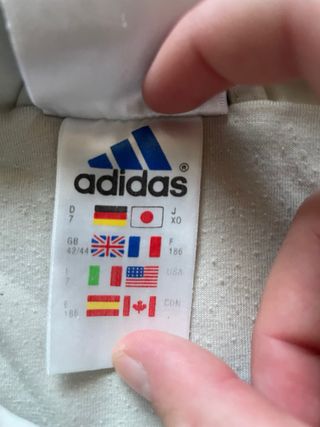 adidas®
D J
7 XO
GB F
42/44 186
I USA
7
E CDN
186